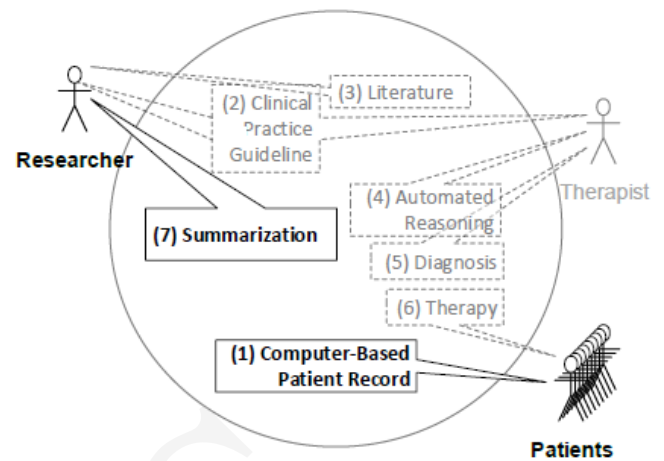 (3) Literature
(2) Clinical
Practice
Guideline
Researcher
Therapist
(4) Automated
Reasoning
(7) Summarization
(5) Diagnosis
(6) Therapy
(1) Computer-Based
Patient Record
Patients